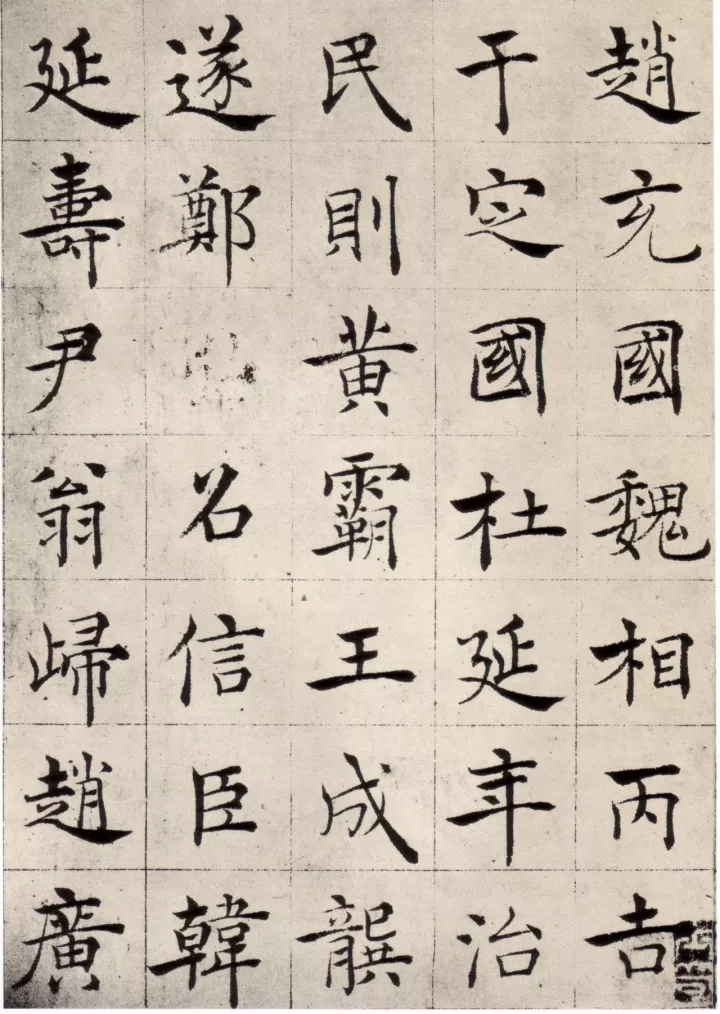 趙充國魏相丙吉
于定國杜延年治
民則黃霸王成龔
遂鄭名信臣韓
延壽尹翁歸趙廣